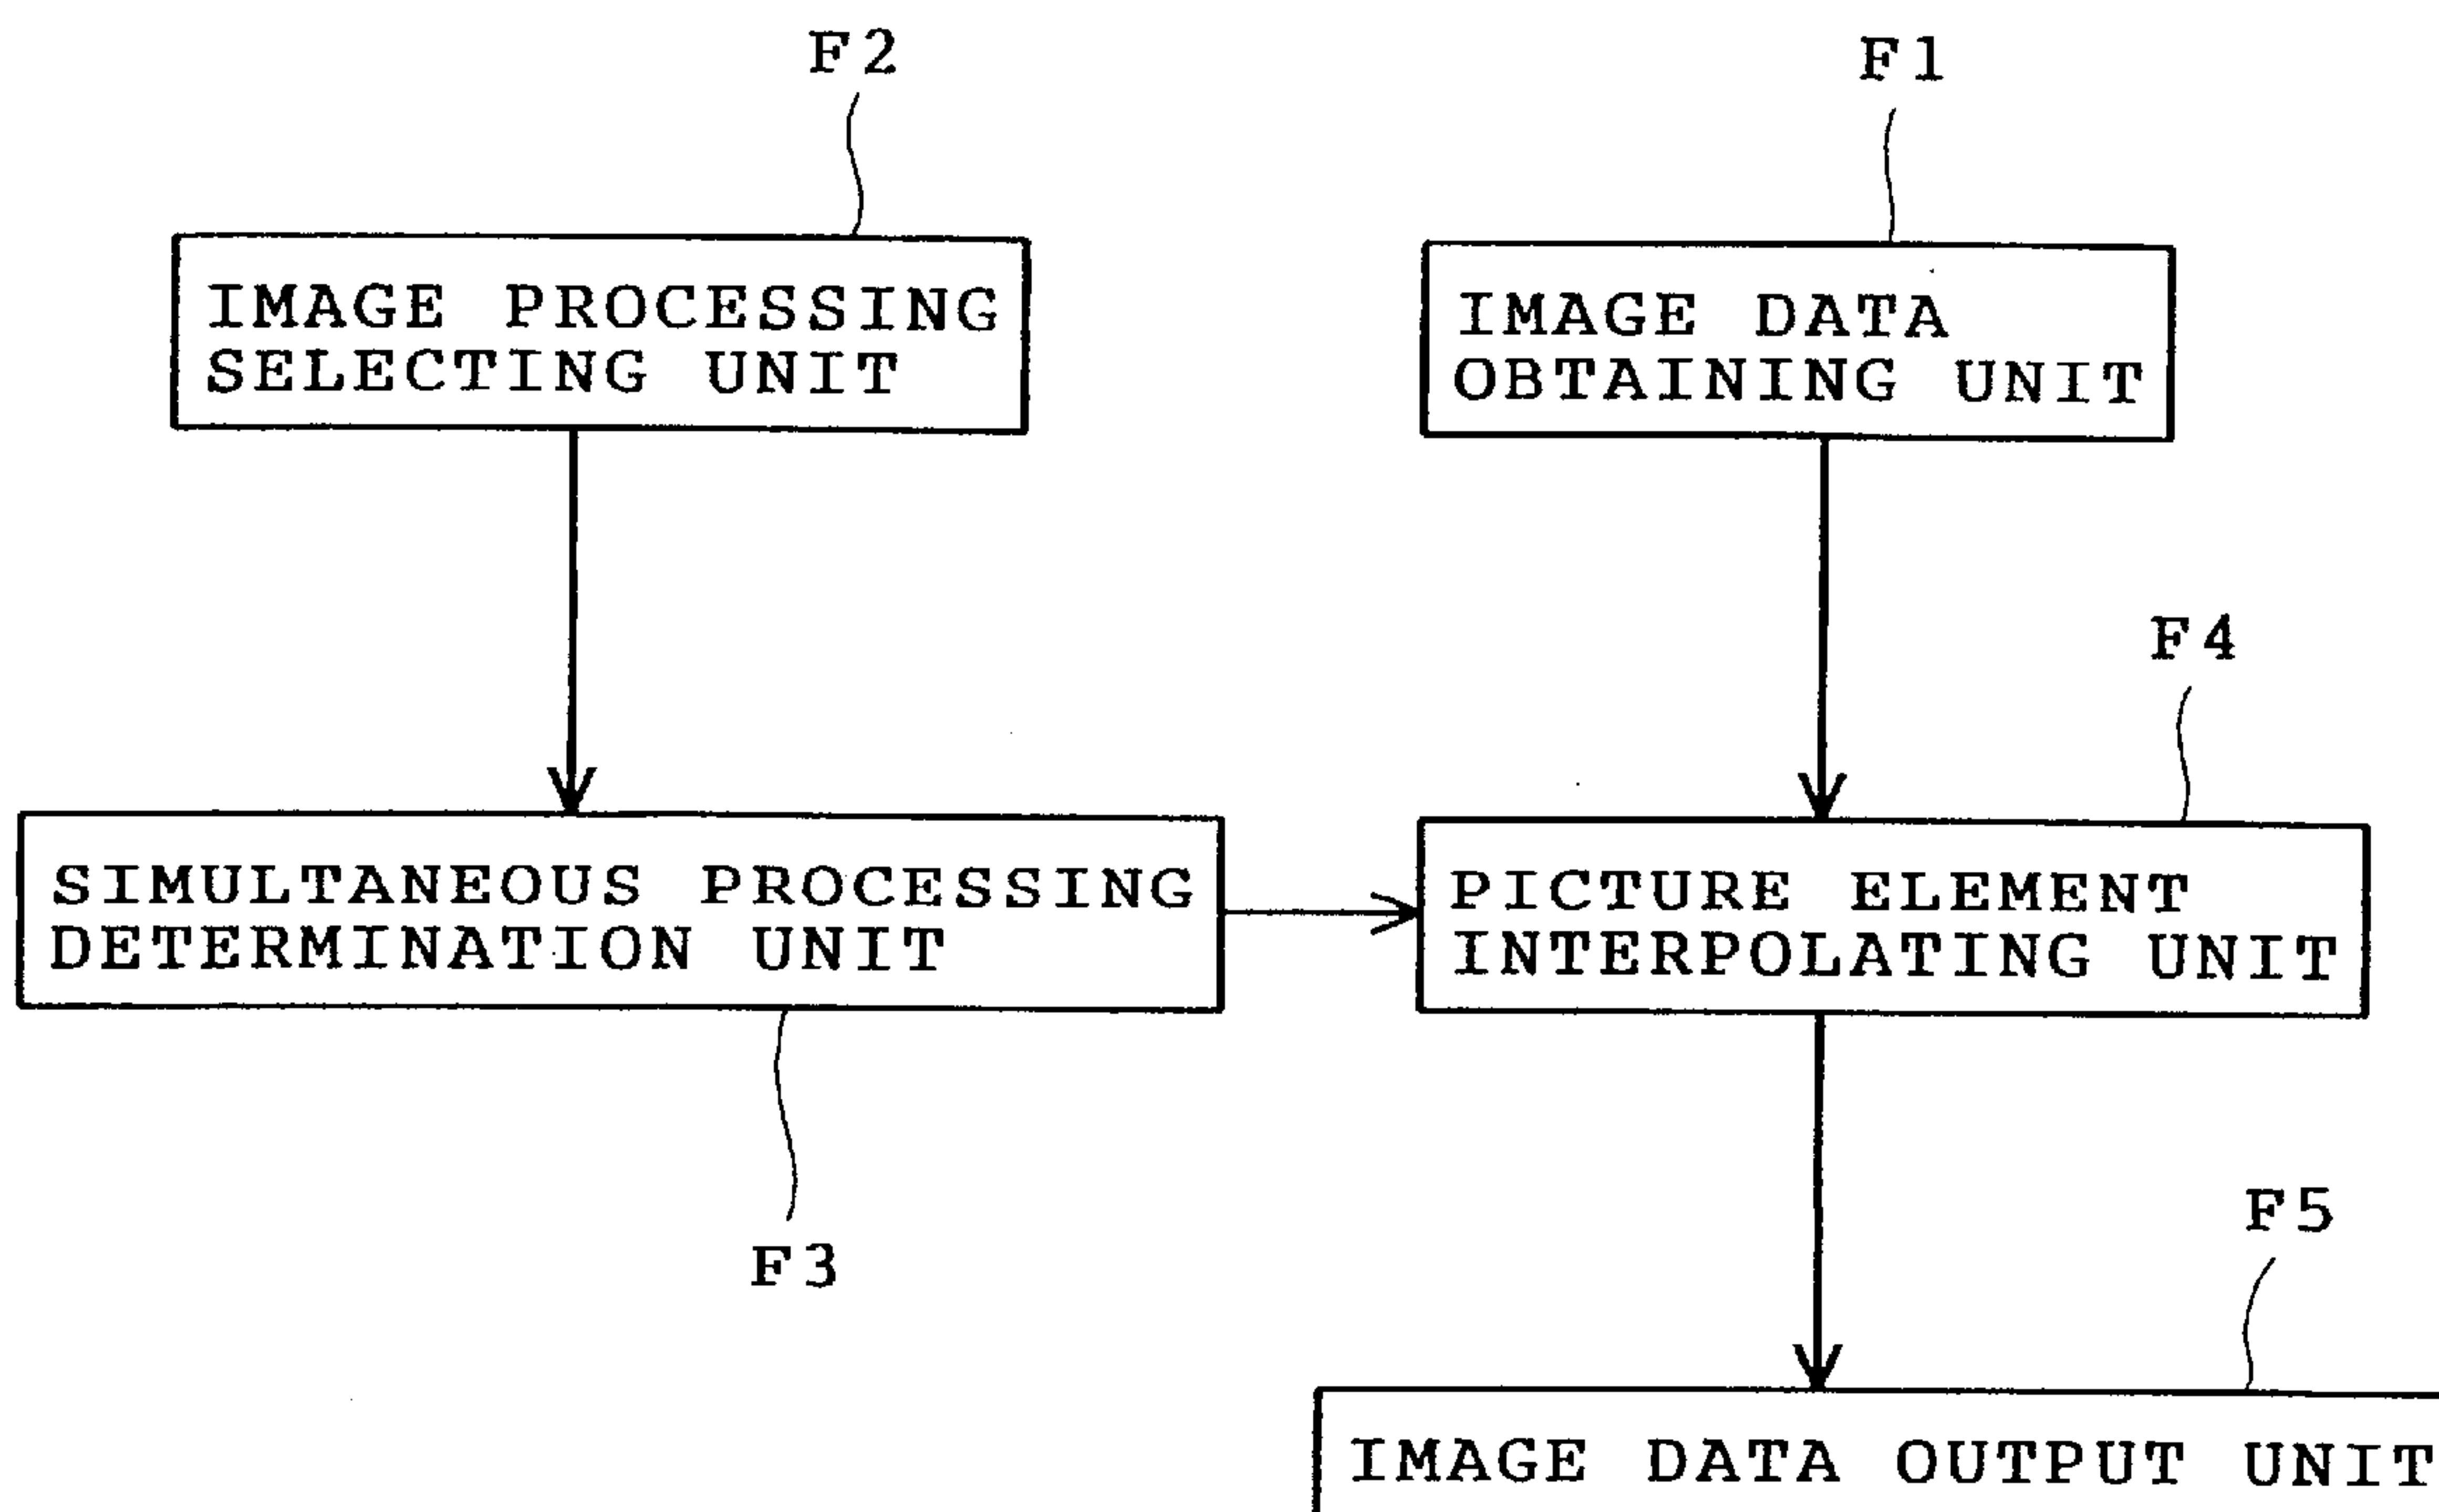 F2
F1
IMAGE PROCESSING
SELECTING UNIT
IMAGE DATA
OBTAINING UNIT
F4
SIMULTANEOUS PROCESSING
DETERMINATION UNIT
PICTURE ELEMENT
INTERPOLATING UNIT
F3
F5
IMAGE DATA OUTPUT UNIT